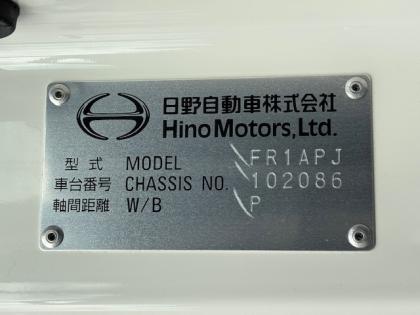 日野自動車株式会社
Hino Motors, Ltd.
型式 MODEL FR1APJ
車台番号 CHASSIS NO. 102086
軸間距離 W/B P